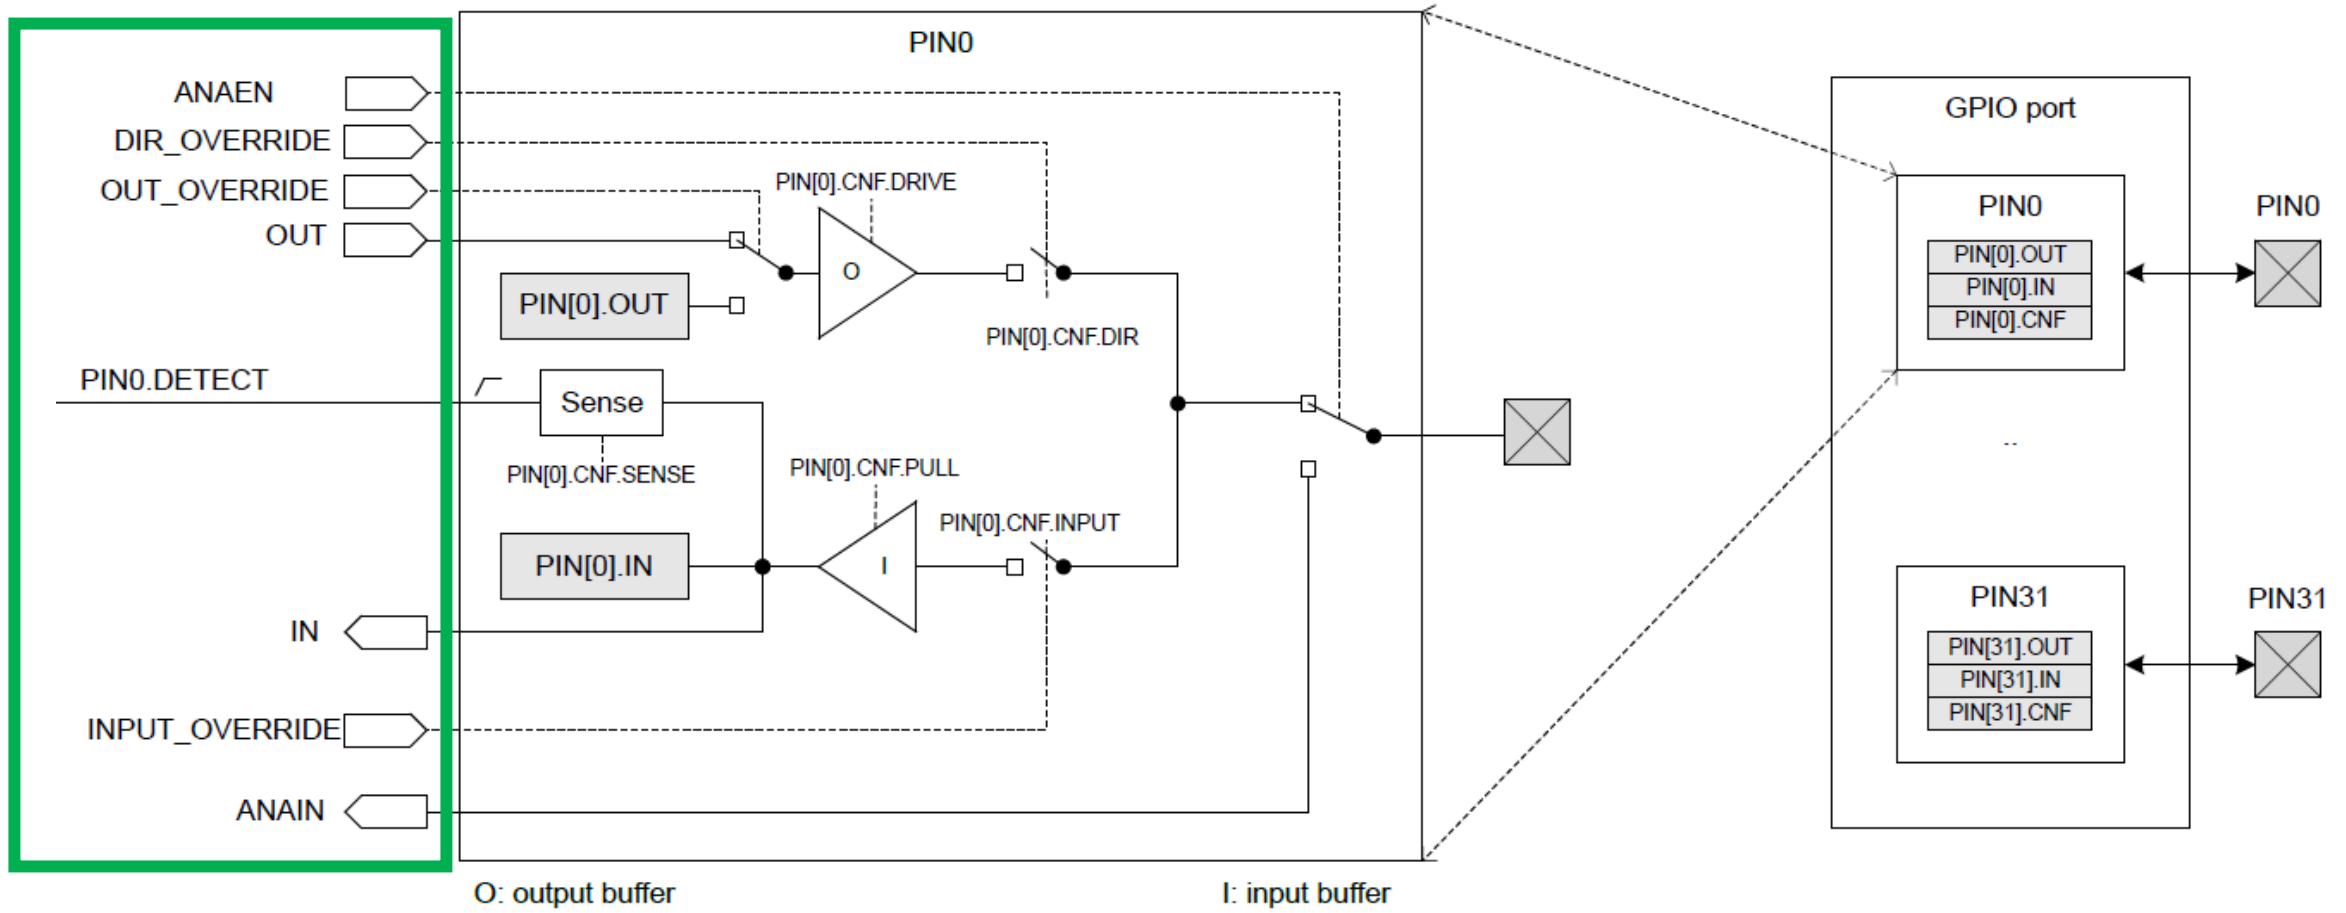 PIN0
ANAEN
DIR_OVERRIDE
OUT_OVERRIDE
OUT
PIN[0].CNF.DRIVE
O
PIN[0].OUT
PIN[0].CNF.DIR
PIN0.DETECT
Sense
PIN[0].CNF.SENSE
PIN[0].CNF.PULL
PIN[0].CNF.INPUT
PIN[0].IN
I
IN
INPUT_OVERRIDE
ANAIN
O: output buffer
I: input buffer
GPIO port
PIN0
PIN[0].OUT
PIN[0].IN
PIN[0].CNF
PIN0
..
PIN31
PIN[31].OUT
PIN[31].IN
PIN[31].CNF
PIN31